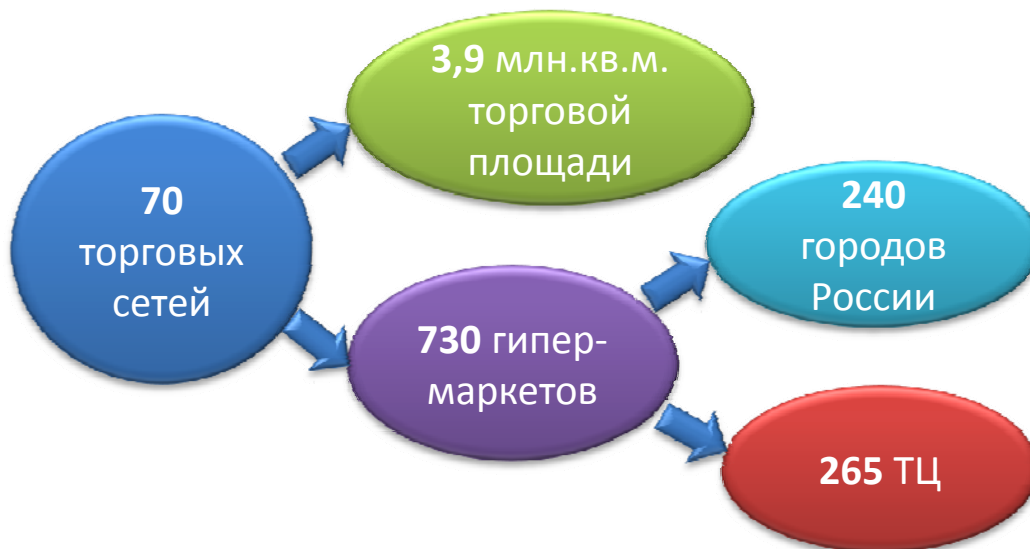 3,9 млн.кв.м.
торговой
площади
70
торговых
сетей
240
городов
России
730 гипер-
маркетов
265 ТЦ